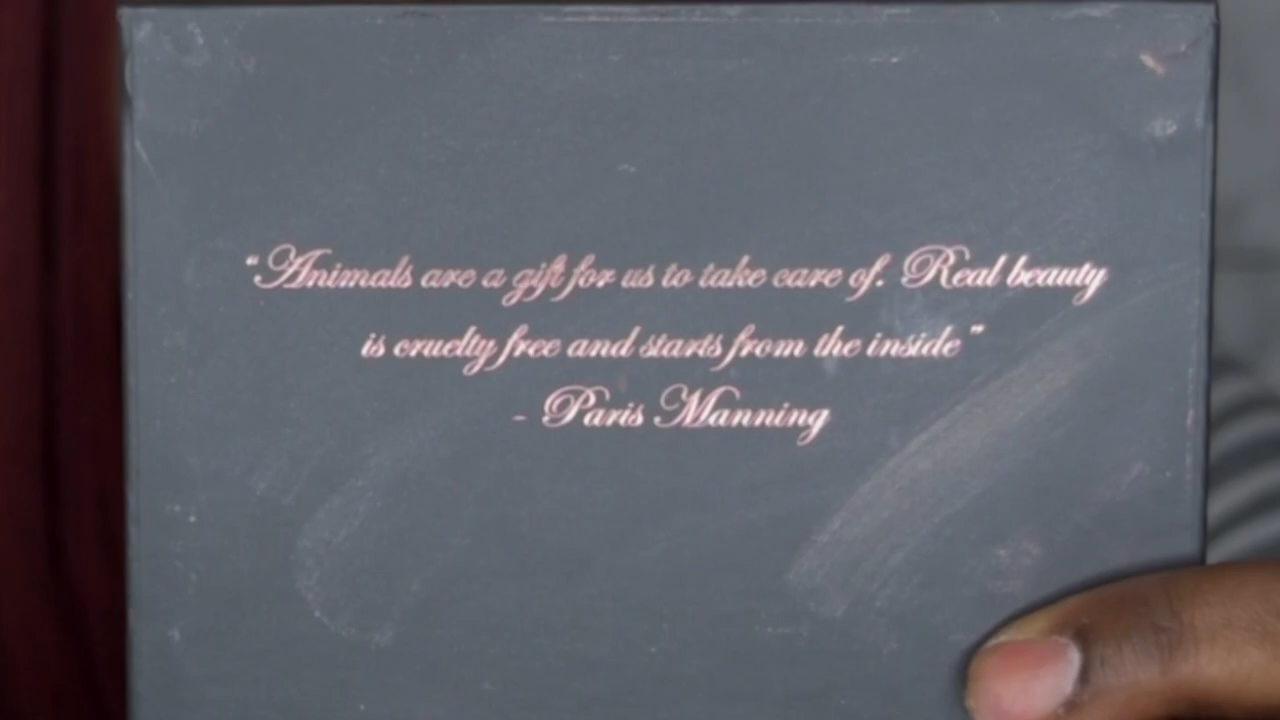 “Animals are a gift for us to take care of. Real beauty
is cruelty free and starts from the inside”
- Paris Manning